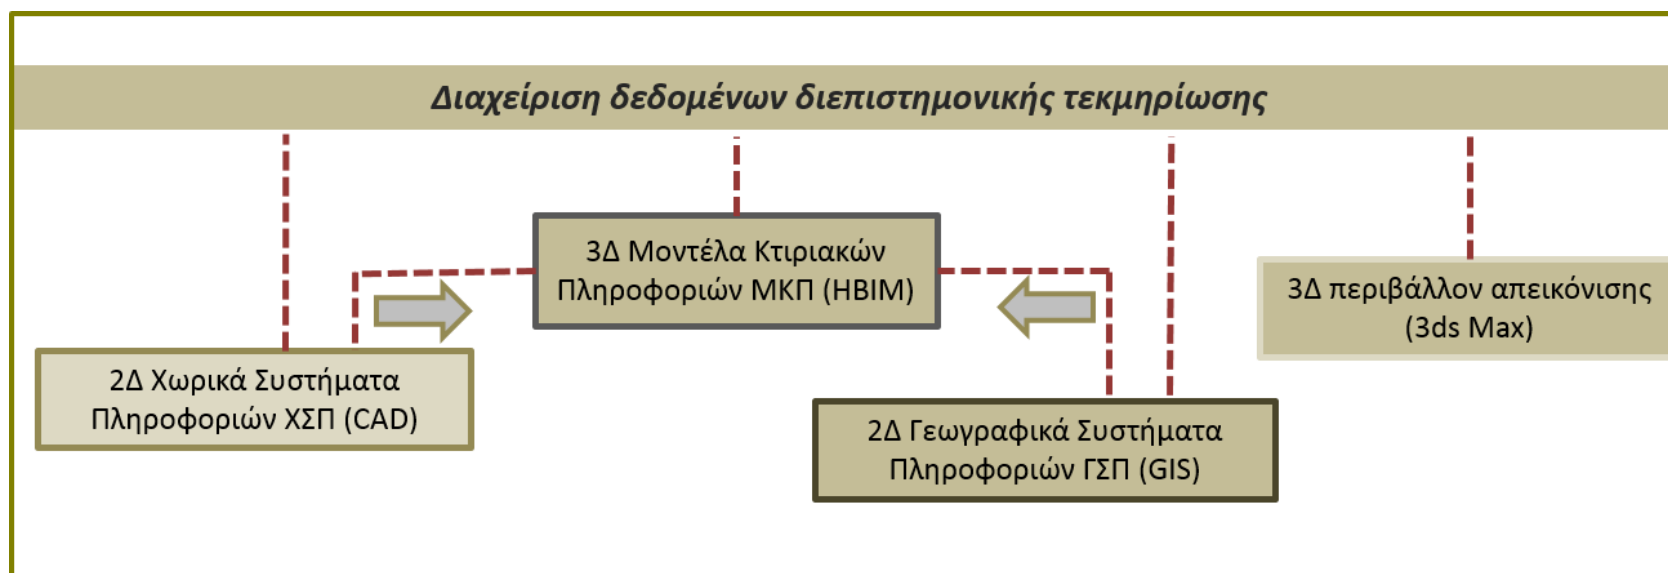 Διαχείριση δεδομένων διεπιστημονικής τεκμηρίωσης
3Δ Μοντέλα Κτιριακών
Πληροφοριών ΜΚΠ (HBIM)
3Δ περιβάλλον απεικόνισης
(3ds Max)
2Δ Χωρικά Συστήματα
Πληροφοριών ΧΣΠ (CAD)
2Δ Γεωγραφικά Συστήματα
Πληροφοριών ΓΣΠ (GIS)